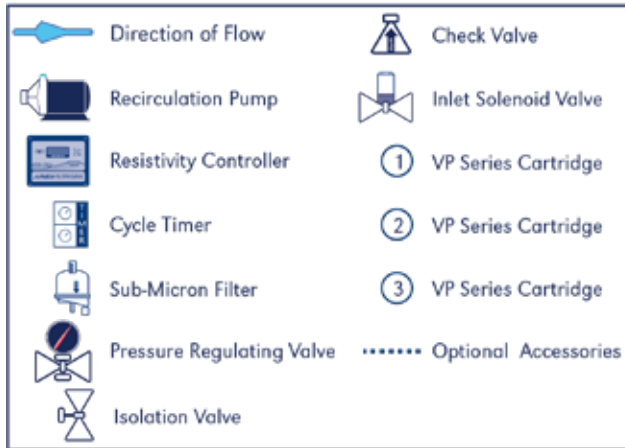 Direction of Flow
Recirculation Pump
Resistivity Controller
TIMER
Cycle Timer
Sub-Micron Filter
Pressure Regulating Valve
Isolation Valve
Check Valve
Inlet Solenoid Valve
1 VP Series Cartridge
2 VP Series Cartridge
3 VP Series Cartridge
Optional Accessories